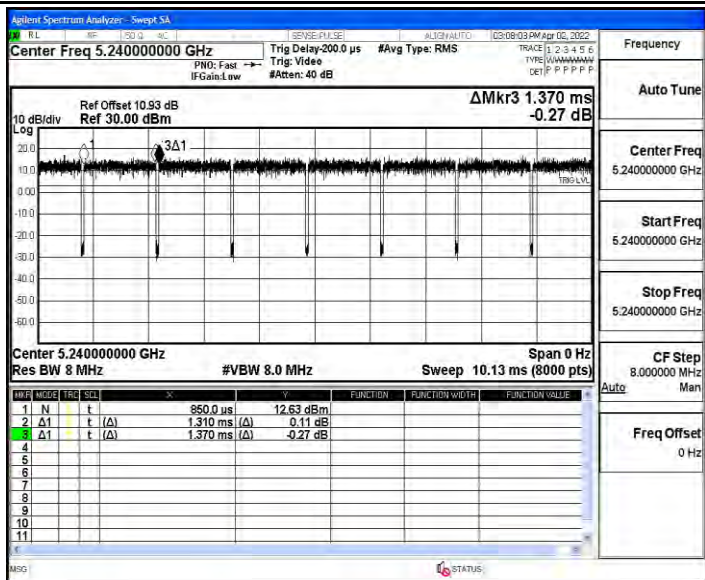 Agilent Spectrum Analyzer - Swept SA
RL RF 50 Ω AC SENSE:PULSE ALIGN AUTO 03:08:03 PM Apr 02, 2022
Center Freq 5.240000000 GHz
PNO: Fast
IFGain:Low
Trig Delay-200.0 µs
Trig: Video
#Atten: 40 dB
#Avg Type: RMS
TRACE 1 2 3 4 5 6
TYPE
DET P P P P P P
ΔMkr3 1.370 ms
-0.27 dB
Ref Offset 10.93 dB
10 dB/div Ref 30.00 dBm
Log
20.0
10.0
0.00
-10.0
-20.0
-30.0
-40.0
-50.0
-60.0
1
3Δ1
TRIG LVL
Center 5.240000000 GHz Span 0 Hz
Res BW 8 MHz #VBW 8.0 MHz Sweep 10.13 ms (8000 pts)
MKR MODE TRC SCL X Y FUNCTION FUNCTION WIDTH FUNCTION VALUE
1 N t 850.0 µs 12.63 dBm
2 Δ1 t (Δ) 1.310 ms (Δ) 0.11 dB
3 Δ1 t (Δ) 1.370 ms (Δ) -0.27 dB
4
5
6
7
8
9
10
11
MSG STATUS
Frequency
Auto Tune
Center Freq
5.240000000 GHz
Start Freq
5.240000000 GHz
Stop Freq
5.240000000 GHz
CF Step
8.000000 MHz
Auto Man
Freq Offset
0 Hz